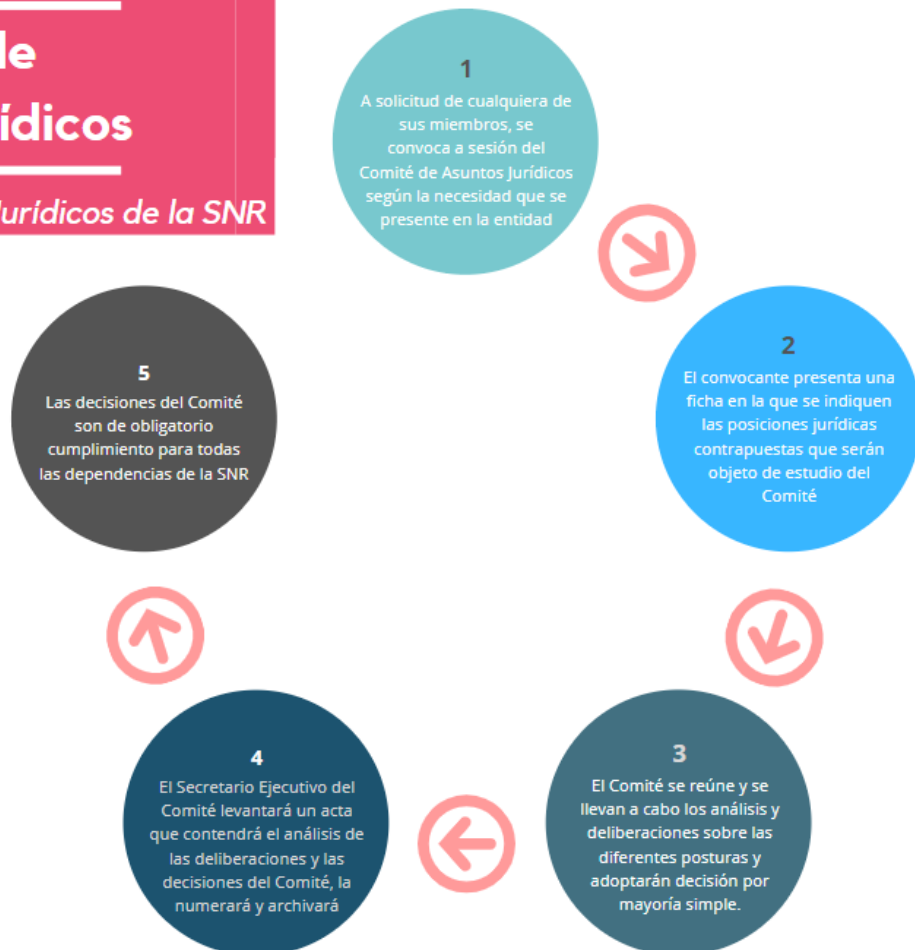 le
ídicos
Jurídicos de la SNR
1
A solicitud de cualquiera de
sus miembros, se
convoca a sesión del
Comité de Asuntos Jurídicos
según la necesidad que se
presente en la entidad
2
El convocante presenta una
ficha en la que se indiquen
las posiciones jurídicas
contrapuestas que serán
objeto de estudio del
Comité
3
El Comité se reúne y se
llevan a cabo los análisis y
deliberaciones sobre las
diferentes posturas y
adoptarán decisión por
mayoría simple.
4
El Secretario Ejecutivo del
Comité levantará un acta
que contendrá el análisis de
las deliberaciones y las
decisiones del Comité, la
numerará y archivará
5
Las decisiones del Comité
son de obligatorio
cumplimiento para todas
las dependencias de la SNR